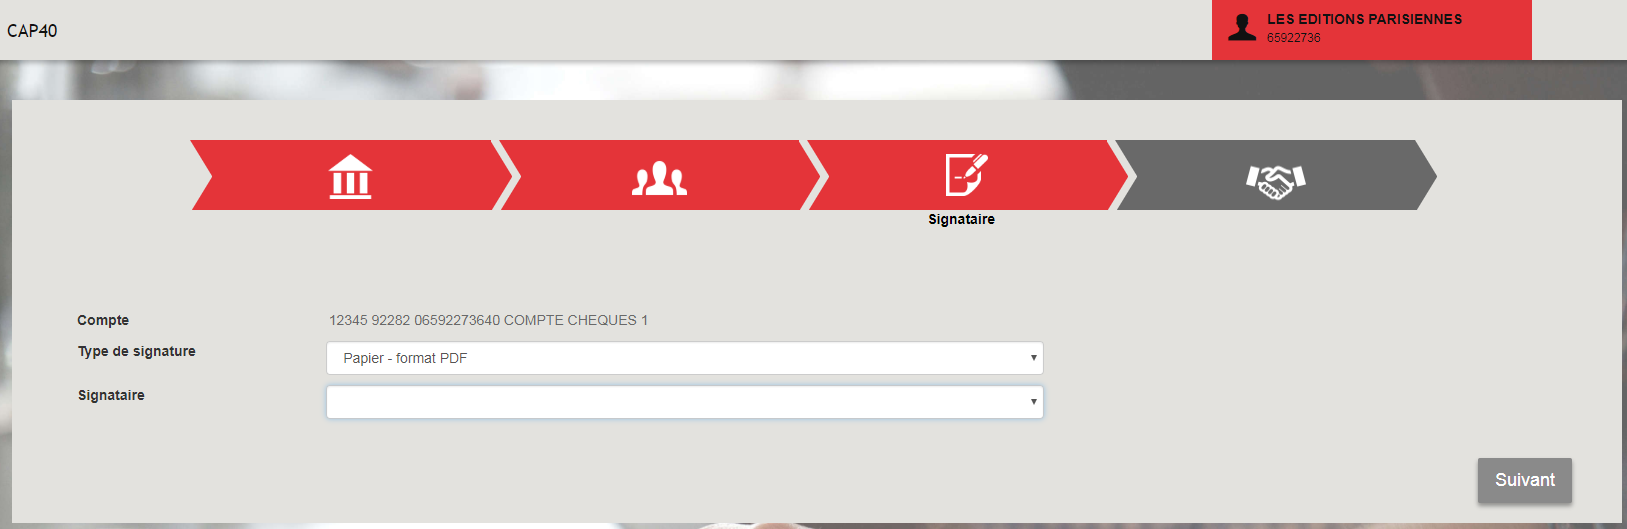 CAP40
LES EDITIONS PARISIENNES
65922736
Signataire
Compte
12345 92282 06592273640 COMPTE CHEQUES 1
Type de signature
Papier - format PDF
Signataire
Suivant